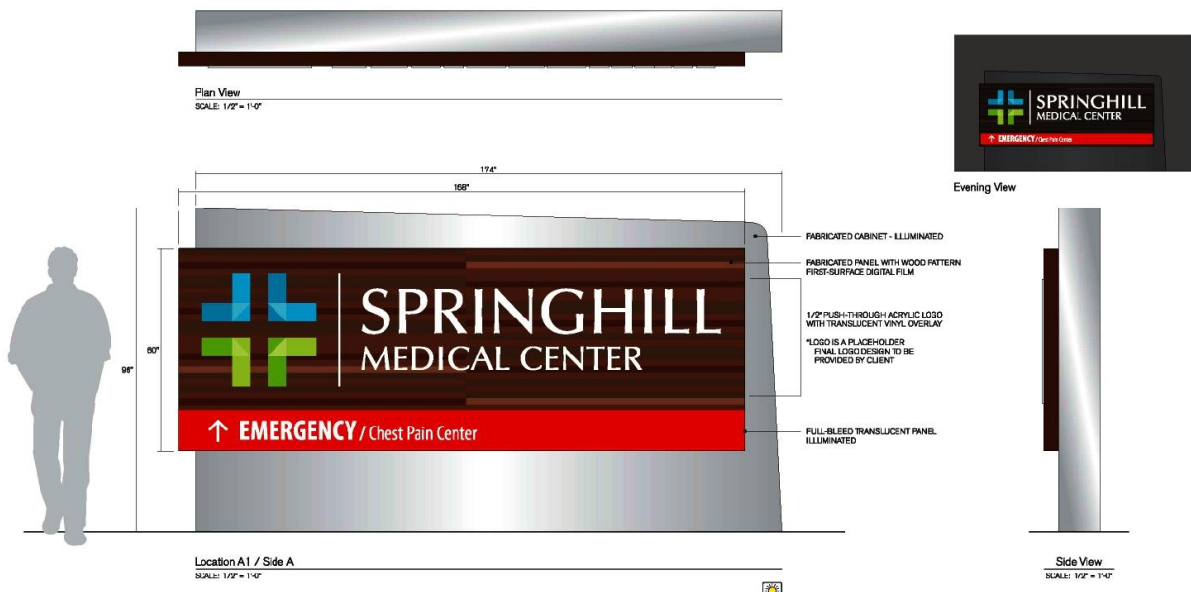 Plan View
SCALE: 1/2" = 1'-0"
SPRINGHILL
MEDICAL CENTER
↑ EMERGENCY / Chest Pain Center
Evening View
174"
168"
96"
60"
SPRINGHILL
MEDICAL CENTER
↑ EMERGENCY / Chest Pain Center
FABRICATED CABINET - ILLUMINATED
FABRICATED PANEL WITH WOOD PATTERN
FIRST-SURFACE DIGITAL FILM
1/2" PUSH-THROUGH ACRYLIC LOGO
WITH TRANSLUCENT VINYL OVERLAY
*LOGO IS A PLACEHOLDER
FINAL LOGO DESIGN TO BE
PROVIDED BY CLIENT
FULL-BLEED TRANSLUCENT PANEL
ILLUMINATED
Location A1 / Side A
SCALE: 1/2" = 1'-0"
Side View
SCALE: 1/2" = 1'-0"